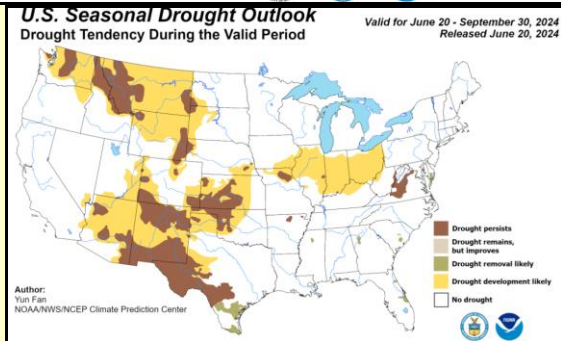 U.S. Seasonal Drought Outlook
Drought Tendency During the Valid Period
Valid for June 20 - September 30, 2024
Released June 20, 2024
Author:
Yun Fan
NOAA/NWS/NCEP Climate Prediction Center
Drought persists
Drought remains,
but improves
Drought removal likely
Drought development likely
No drought